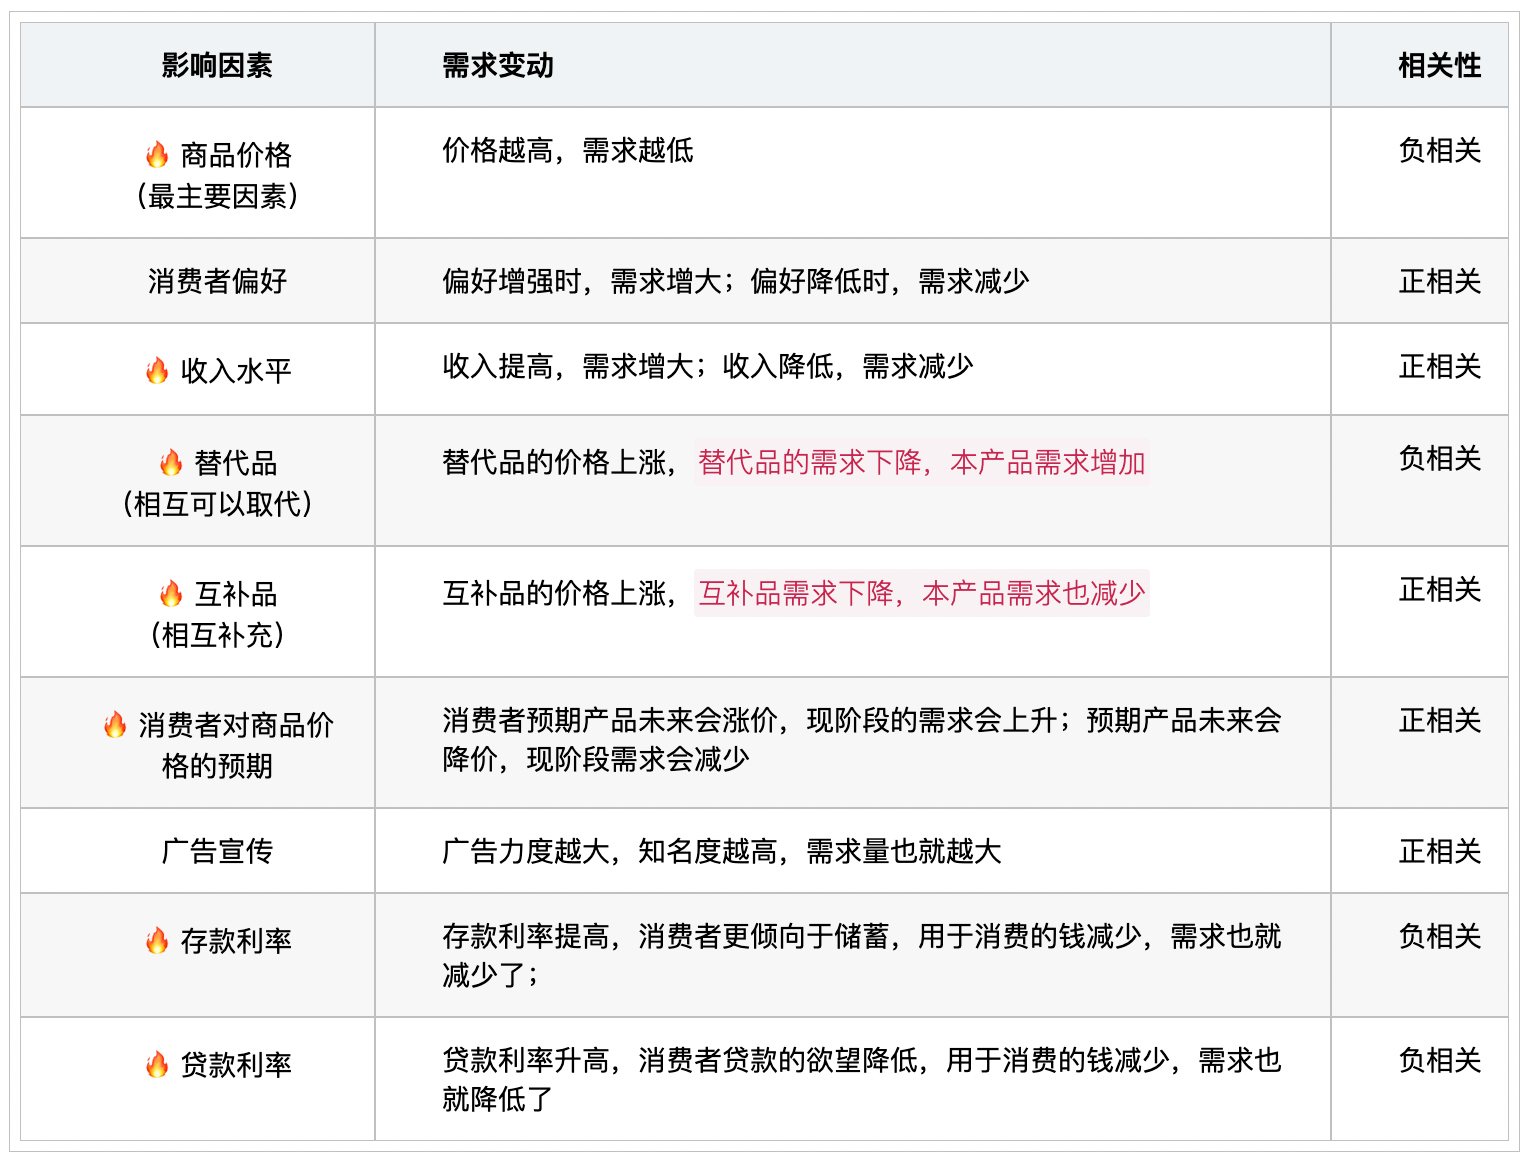 影响因素 需求变动 相关性
🔥 商品价格 价格越高，需求越低 负相关
（最主要因素）
消费者偏好 偏好增强时，需求增大；偏好降低时，需求减少 正相关
🔥 收入水平 收入提高，需求增大；收入降低，需求减少 正相关
🔥 替代品 替代品的价格上涨，替代品的需求下降，本产品需求增加 负相关
（相互可以取代）
🔥 互补品 互补品的价格上涨，互补品需求下降，本产品需求也减少 正相关
（相互补充）
🔥 消费者对商品价 消费者预期产品未来会涨价，现阶段的需求会上升；预期产品未来会 正相关
格的预期 降价，现阶段需求会减少
广告宣传 广告力度越大，知名度越高，需求量也就越大 正相关
🔥 存款利率 存款利率提高，消费者更倾向于储蓄，用于消费的钱减少，需求也就 负相关
减少了；
🔥 贷款利率 贷款利率升高，消费者贷款的欲望降低，用于消费的钱减少，需求也 负相关
就降低了